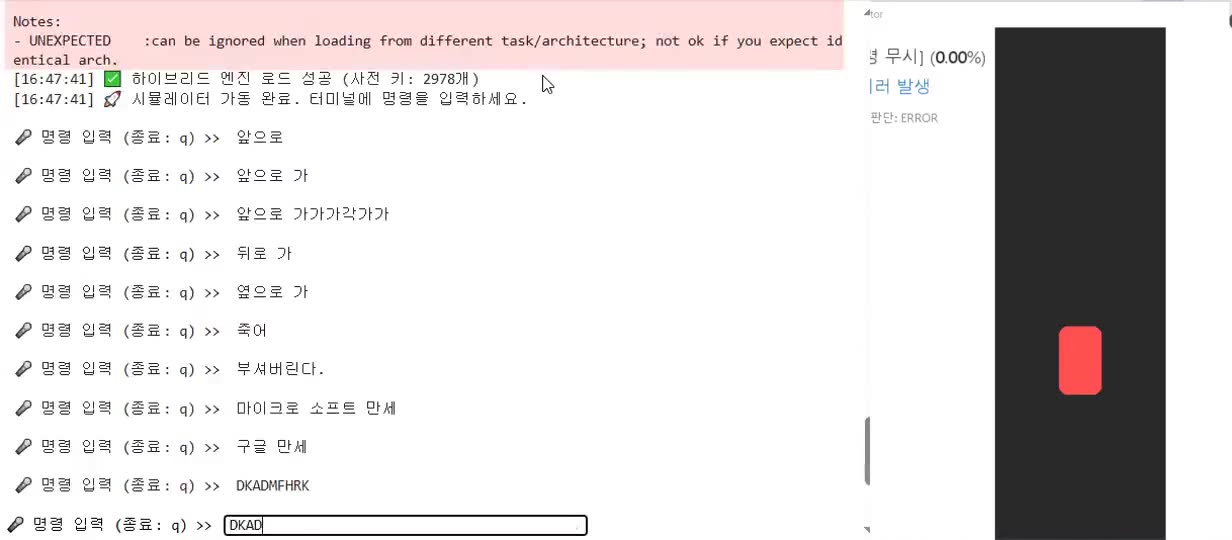 Notes:
- UNEXPECTED    :can be ignored when loading from different task/architecture; not ok if you expect id
entical arch.
[16:47:41] ✅ 하이브리드 엔진 로드 성공 (사전 키: 2978개)
[16:47:41] 🚀 시뮬레이터 가동 완료. 터미널에 명령을 입력하세요.
🎤 명령 입력 (종료: q) >>  앞으로
🎤 명령 입력 (종료: q) >>  앞으로 가
🎤 명령 입력 (종료: q) >>  앞으로 가가가각가가
🎤 명령 입력 (종료: q) >>  뒤로 가
🎤 명령 입력 (종료: q) >>  옆으로 가
🎤 명령 입력 (종료: q) >>  죽어
🎤 명령 입력 (종료: q) >>  부셔버린다.
🎤 명령 입력 (종료: q) >>  마이크로 소프트 만세
🎤 명령 입력 (종료: q) >>  구글 만세
🎤 명령 입력 (종료: q) >>  DKADMFHRK
🎤 명령 입력 (종료: q) >> DKAD
tor
무시] (0.00%)
발생
판단: ERROR